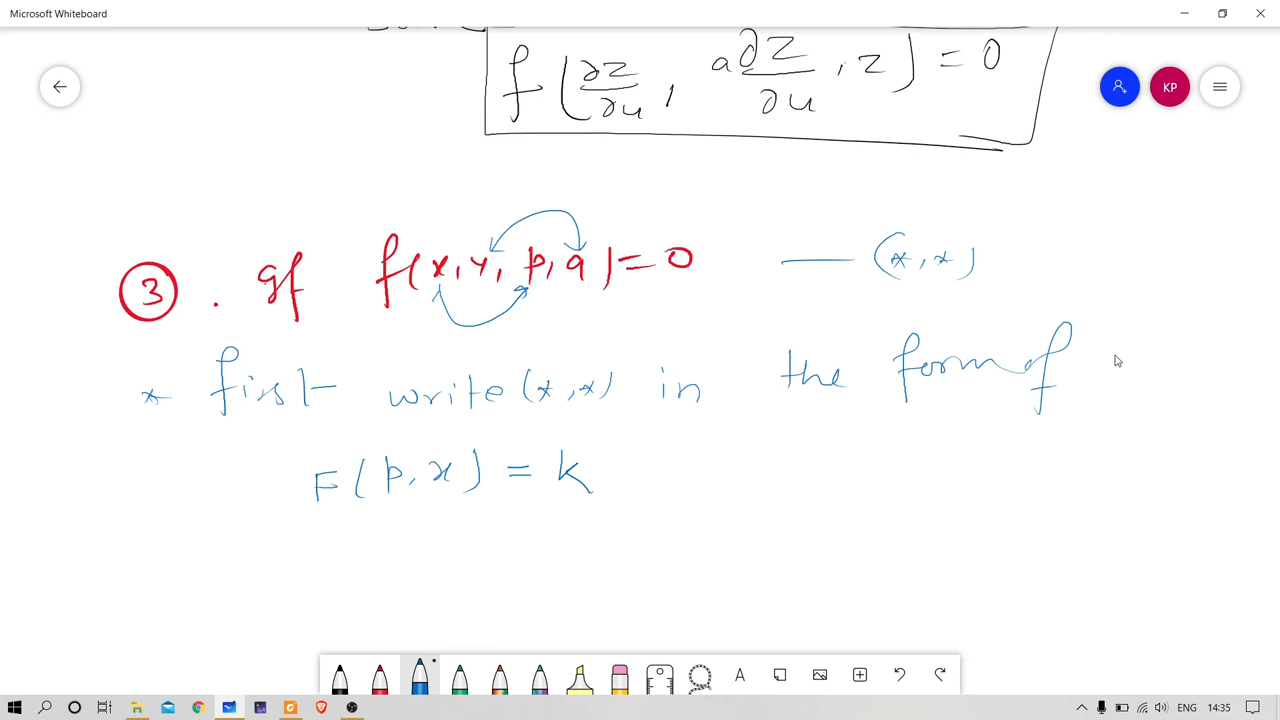 Microsoft Whiteboard
f(∂z/∂u, a∂z/∂u, z) = 0
KP
3. If f(x, y, p, q) = 0 — (*,*)
* first write (*,*) in the form of
F(p, x) = k
A
ENG 14:35